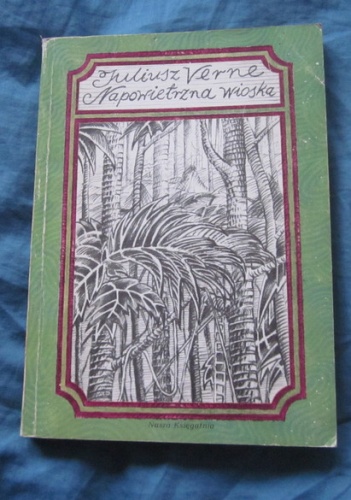 Juliusz Verne
Napowietrzna wioska
Nasza Księgarnia